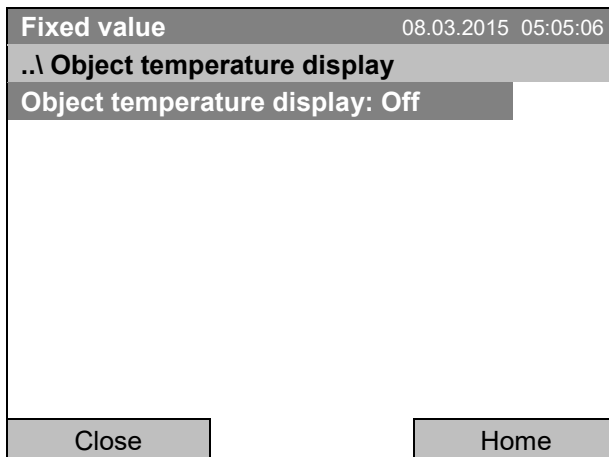 Fixed value 08.03.2015 05:05:06
..\ Object temperature display
Object temperature display: Off
Close Home